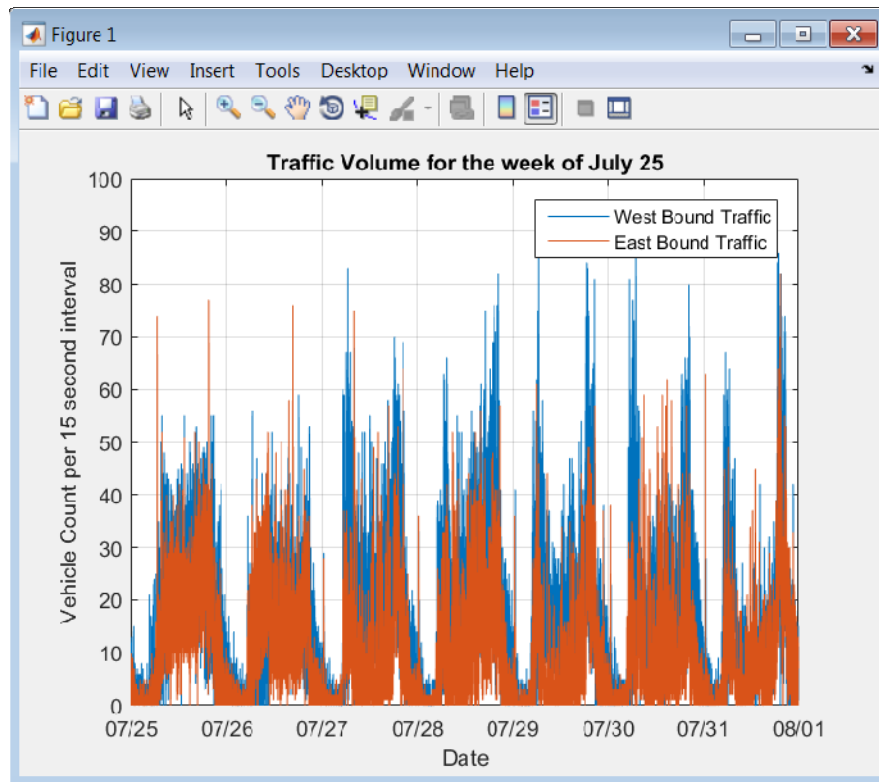 Figure 1
File Edit View Insert Tools Desktop Window Help
Traffic Volume for the week of July 25
West Bound Traffic
East Bound Traffic
Vehicle Count per 15 second interval
100
90
80
70
60
50
40
30
20
10
0
07/25 07/26 07/27 07/28 07/29 07/30 07/31 08/01
Date